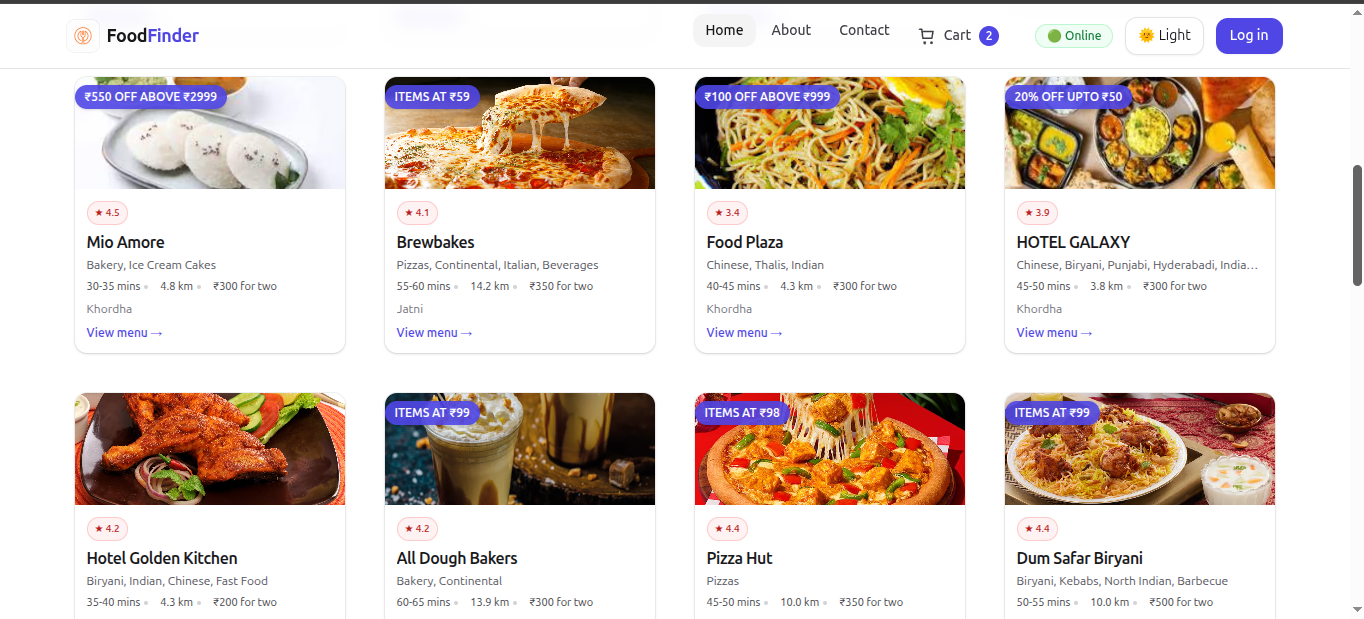 FoodFinder
Home About Contact Cart 2 Online Light Log in
₹550 OFF ABOVE ₹2999
★ 4.5
Mio Amore
Bakery, Ice Cream Cakes
30-35 mins 4.8 km ₹300 for two
Khordha
View menu →
ITEMS AT ₹59
★ 4.1
Brewbakes
Pizzas, Continental, Italian, Beverages
55-60 mins 14.2 km ₹350 for two
Jatni
View menu →
₹100 OFF ABOVE ₹999
★ 3.4
Food Plaza
Chinese, Thalis, Indian
40-45 mins 4.3 km ₹300 for two
Khordha
View menu →
20% OFF UPTO ₹50
★ 3.9
HOTEL GALAXY
Chinese, Biryani, Punjabi, Hyderabadi, India…
45-50 mins 3.8 km ₹300 for two
Khordha
View menu →
★ 4.2
Hotel Golden Kitchen
Biryani, Indian, Chinese, Fast Food
35-40 mins 4.3 km ₹200 for two
ITEMS AT ₹99
★ 4.2
All Dough Bakers
Bakery, Continental
60-65 mins 13.9 km ₹300 for two
ITEMS AT ₹98
★ 4.4
Pizza Hut
Pizzas
45-50 mins 10.0 km ₹350 for two
ITEMS AT ₹99
★ 4.4
Dum Safar Biryani
Biryani, Kebabs, North Indian, Barbecue
50-55 mins 10.0 km ₹500 for two